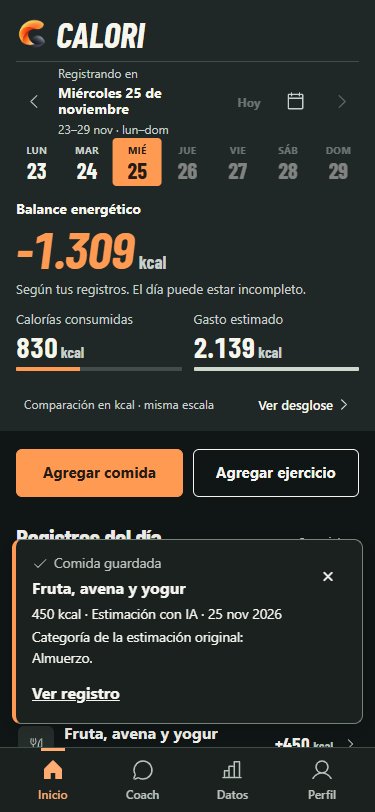 CALORI
Registrando en
Miércoles 25 de
noviembre
Hoy
23–29 nov · lun–dom
LUN MAR MIÉ JUE VIE SÁB DOM
23 24 25 26 27 28 29
Balance energético
-1.309 kcal
Según tus registros. El día puede estar incompleto.
Calorías consumidas Gasto estimado
830 kcal 2.139 kcal
Comparación en kcal · misma escala Ver desglose
Agregar comida Agregar ejercicio
Registros del día
Comida guardada
Fruta, avena y yogur
450 kcal · Estimación con IA · 25 nov 2026
Categoría de la estimación original:
Almuerzo.
Ver registro
Fruta, avena y yogur
+450 kcal
Inicio Coach Datos Perfil